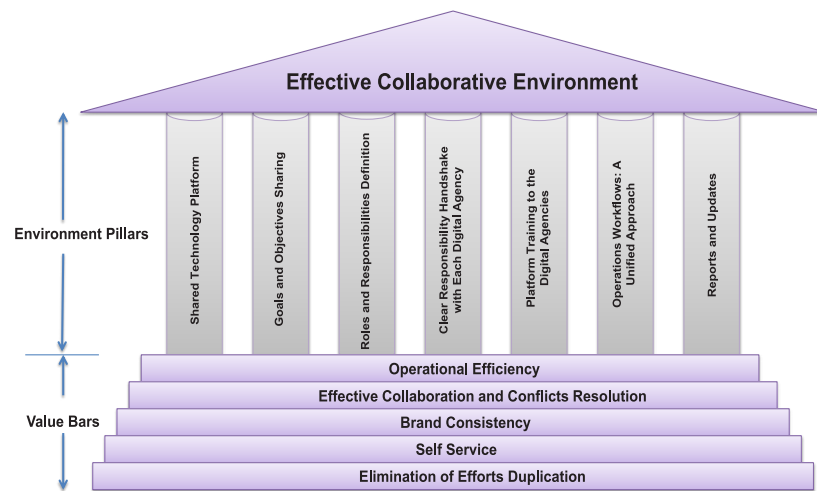 Effective Collaborative Environment
Environment Pillars
Shared Technology Platform
Goals and Objectives Sharing
Roles and Responsibilities Definition
Clear Responsibility Handshake
with Each Digital Agency
Platform Training to the
Digital Agencies
Operations Workflows: A
Unified Approach
Reports and Updates
Value Bars
Operational Efficiency
Effective Collaboration and Conflicts Resolution
Brand Consistency
Self Service
Elimination of Efforts Duplication